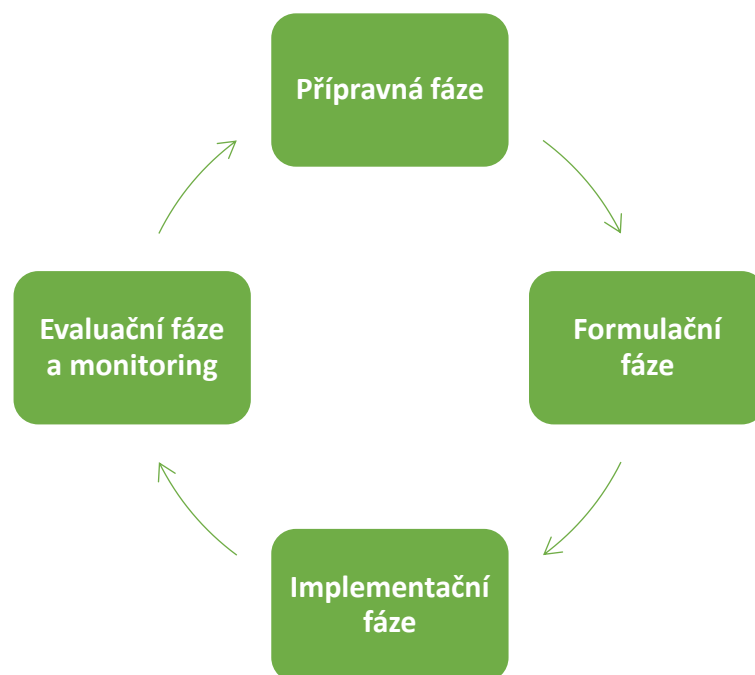 Přípravná fáze
Evaluační fáze
a monitoring
Formulační
fáze
Implementační
fáze